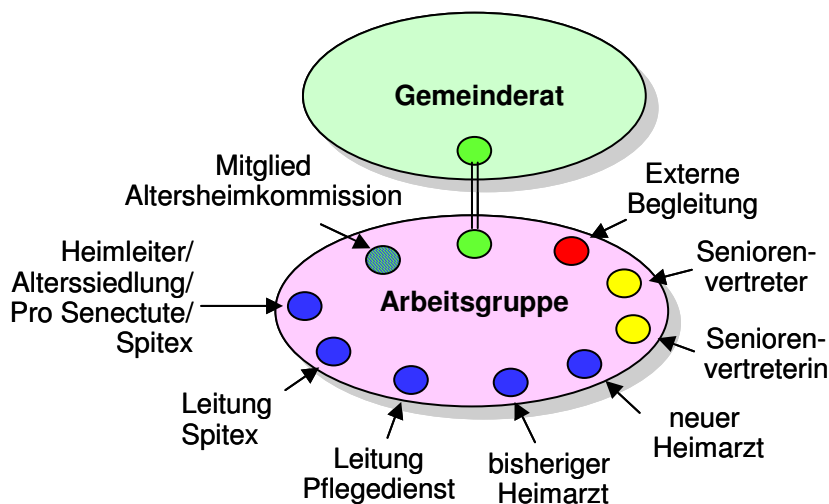 Gemeinderat
Mitglied
Altersheimkommission
Externe
Begleitung
Heimleiter/
Alterssiedlung/
Pro Senectute/
Spitex
Arbeitsgruppe
Senioren-
vertreter
Senioren-
vertreterin
Leitung
Spitex
Leitung
Pflegedienst
bisheriger
Heimarzt
neuer
Heimarzt